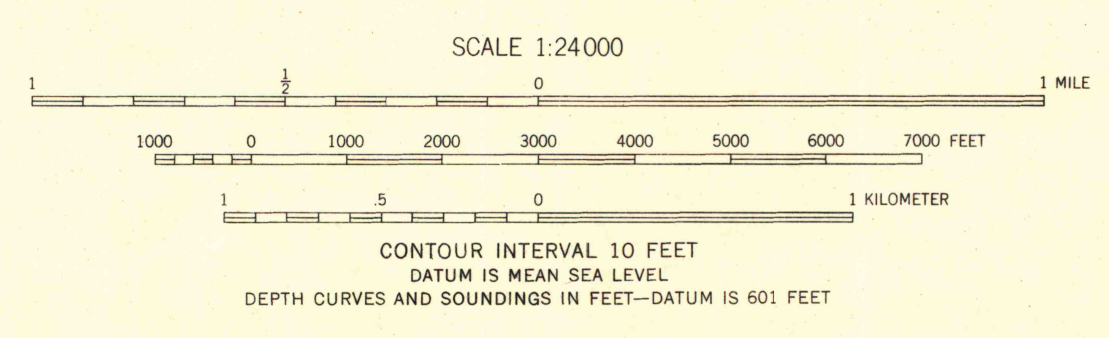 SCALE 1:24000
1 1/2 0 1 MILE
1000 0 1000 2000 3000 4000 5000 6000 7000 FEET
1 .5 0 1 KILOMETER
CONTOUR INTERVAL 10 FEET
DATUM IS MEAN SEA LEVEL
DEPTH CURVES AND SOUNDINGS IN FEET—DATUM IS 601 FEET